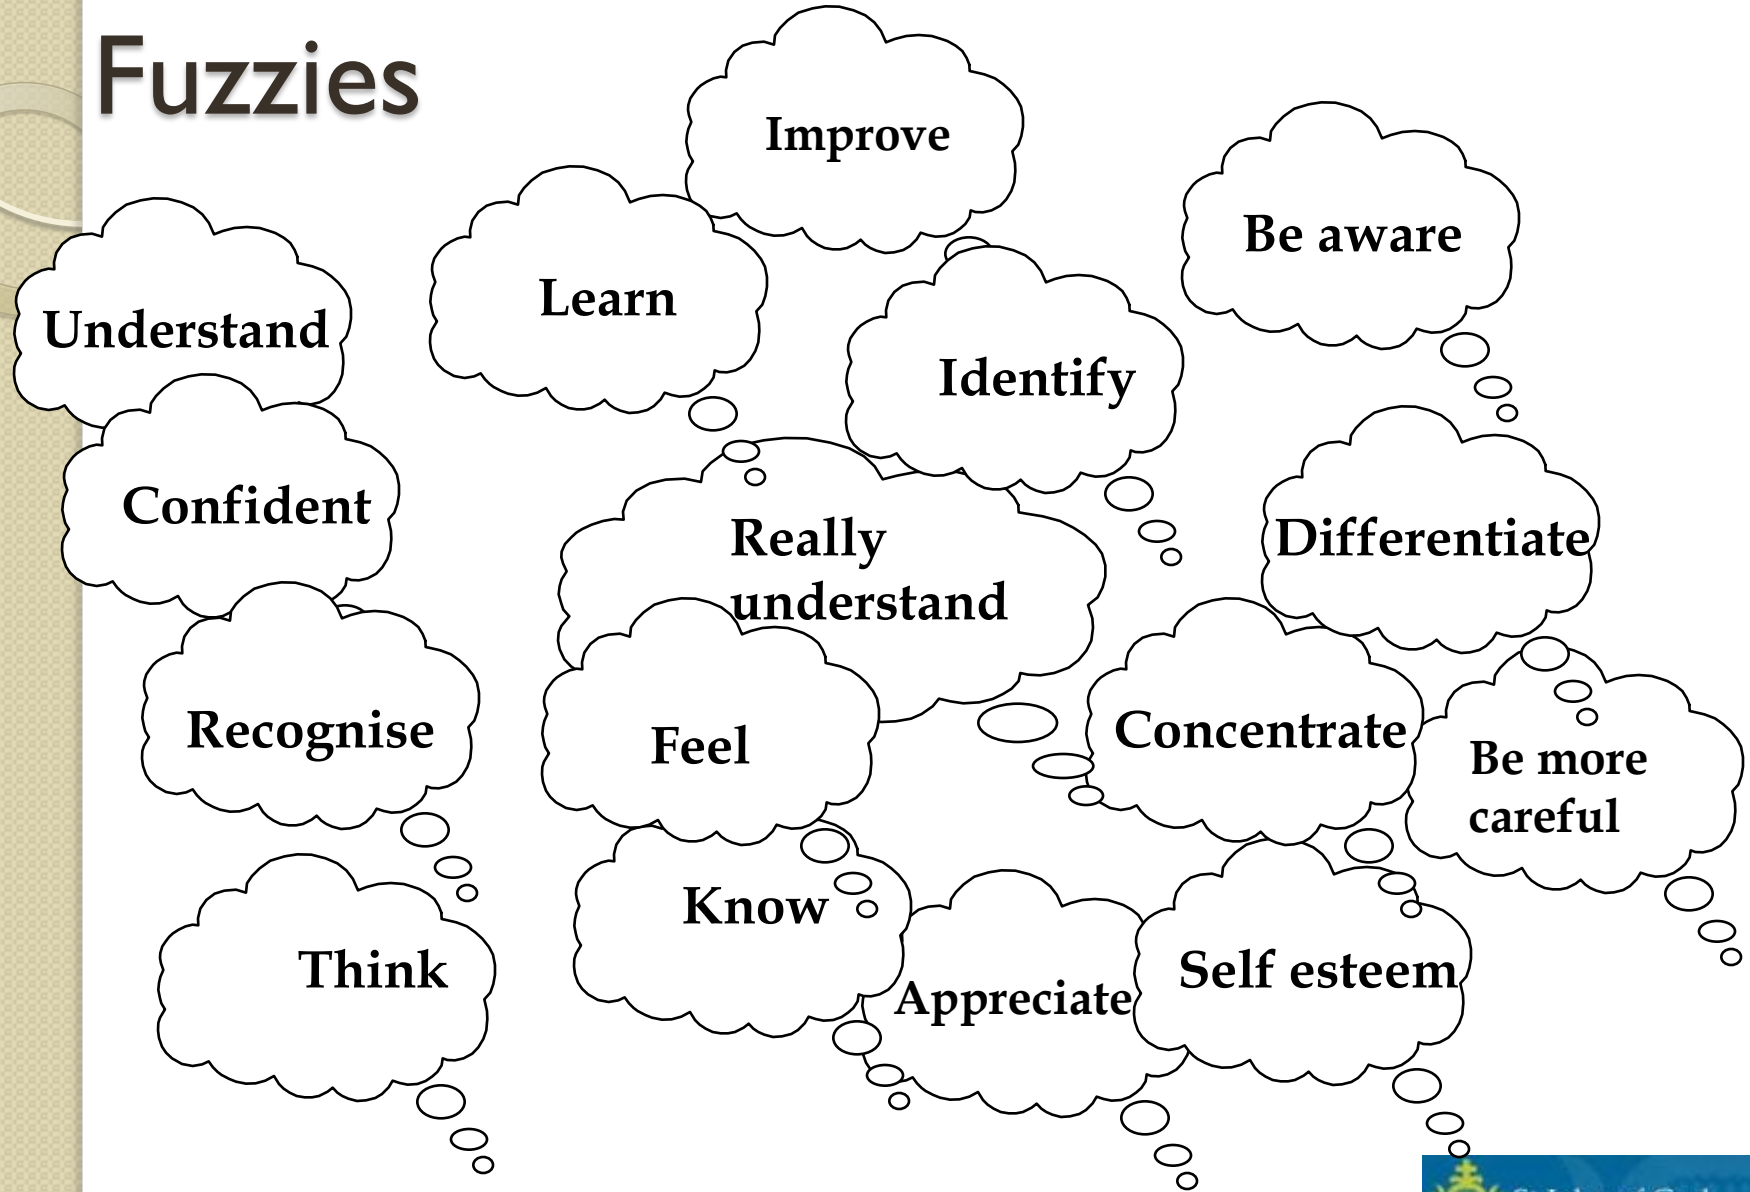 Fuzzies
Improve
Be aware
Learn
Understand
Identify
Confident
Really
understand
Differentiate
Recognise
Feel
Concentrate
Be more
careful
Know
Think
Appreciate
Self esteem